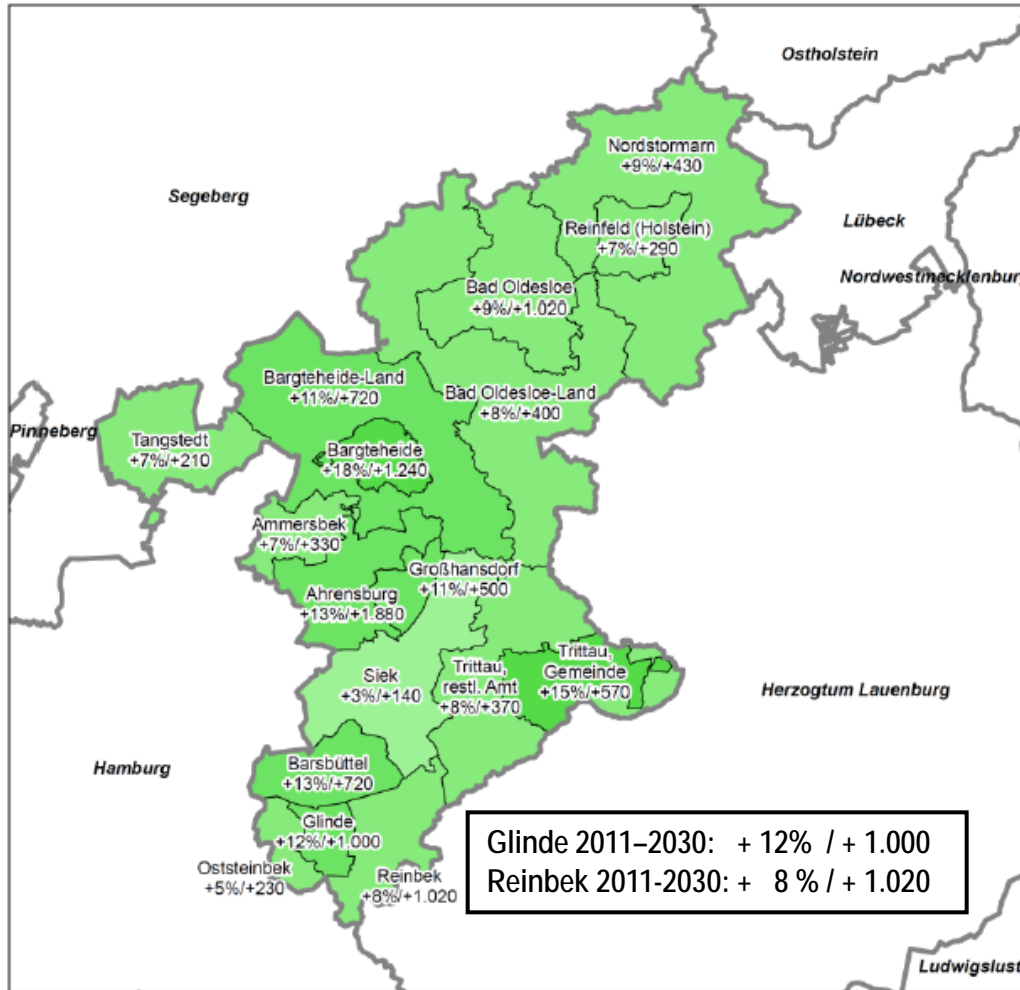 Ostholstein
Nordstormarn
+9%/+430
Segeberg
Reinfeld (Holstein)
+7%/+290
Lübeck
Nordwestmecklenburg
Bad Oldesloe
+9%/+1.020
Bargteheide-Land
+11%/+720
Bad Oldesloe-Land
+8%/+400
Pinneberg
Tangstedt
+7%/+210
Bargteheide
+18%/+1.240
Ammersbek
+7%/+330
Großhansdorf
+11%/+500
Ahrensburg
+13%/+1.880
Siek
+3%/+140
Trittau,
restl. Amt
+8%/+370
Trittau,
Gemeinde
+15%/+570
Herzogtum Lauenburg
Hamburg
Barsbüttel
+13%/+720
Glinde
+12%/+1.000
Oststeinbek
+5%/+230
Reinbek
+8%/+1.020
Glinde 2011–2030: + 12% / + 1.000
Reinbek 2011-2030: + 8 % / + 1.020
Ludwigslust